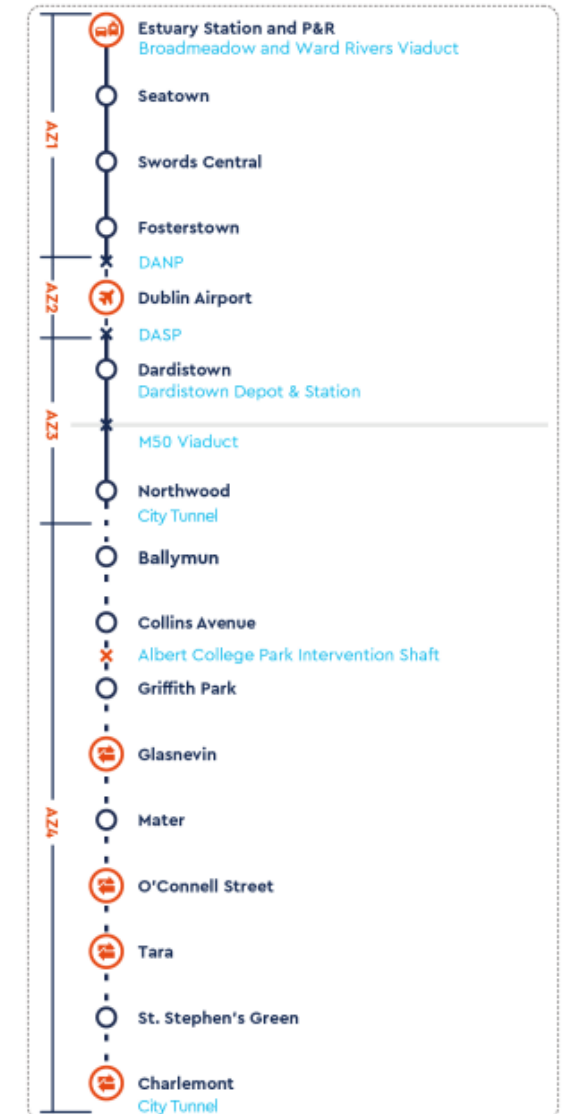 Estuary Station and P&R
Broadmeadow and Ward Rivers Viaduct
Seatown
AZ1
Swords Central
Fosterstown
DANP
AZ2
Dublin Airport
DASP
Dardistown
Dardistown Depot & Station
AZ3
M50 Viaduct
Northwood
City Tunnel
Ballymun
Collins Avenue
Albert College Park Intervention Shaft
Griffith Park
Glasnevin
Mater
AZ4
O'Connell Street
Tara
St. Stephen's Green
Charlemont
City Tunnel